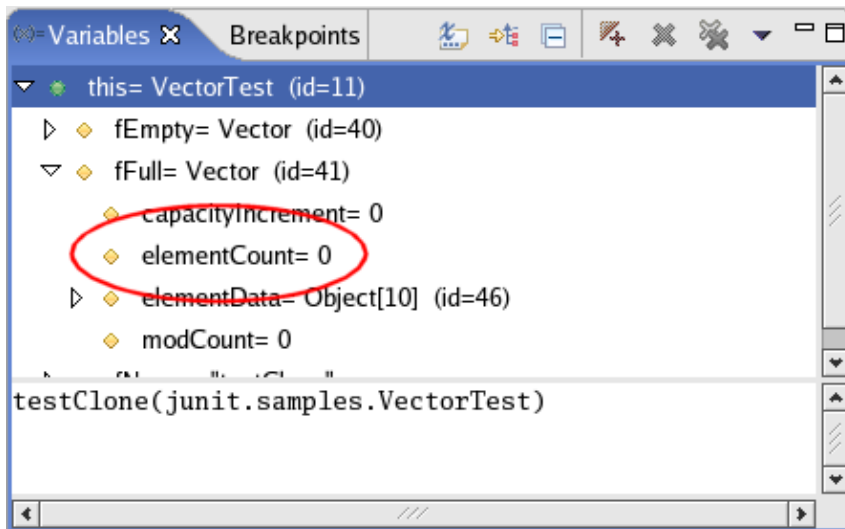 Variables Breakpoints
this= VectorTest (id=11)
fEmpty= Vector (id=40)
fFull= Vector (id=41)
capacityIncrement= 0
elementCount= 0
elementData= Object[10] (id=46)
modCount= 0
testClone(junit.samples.VectorTest)